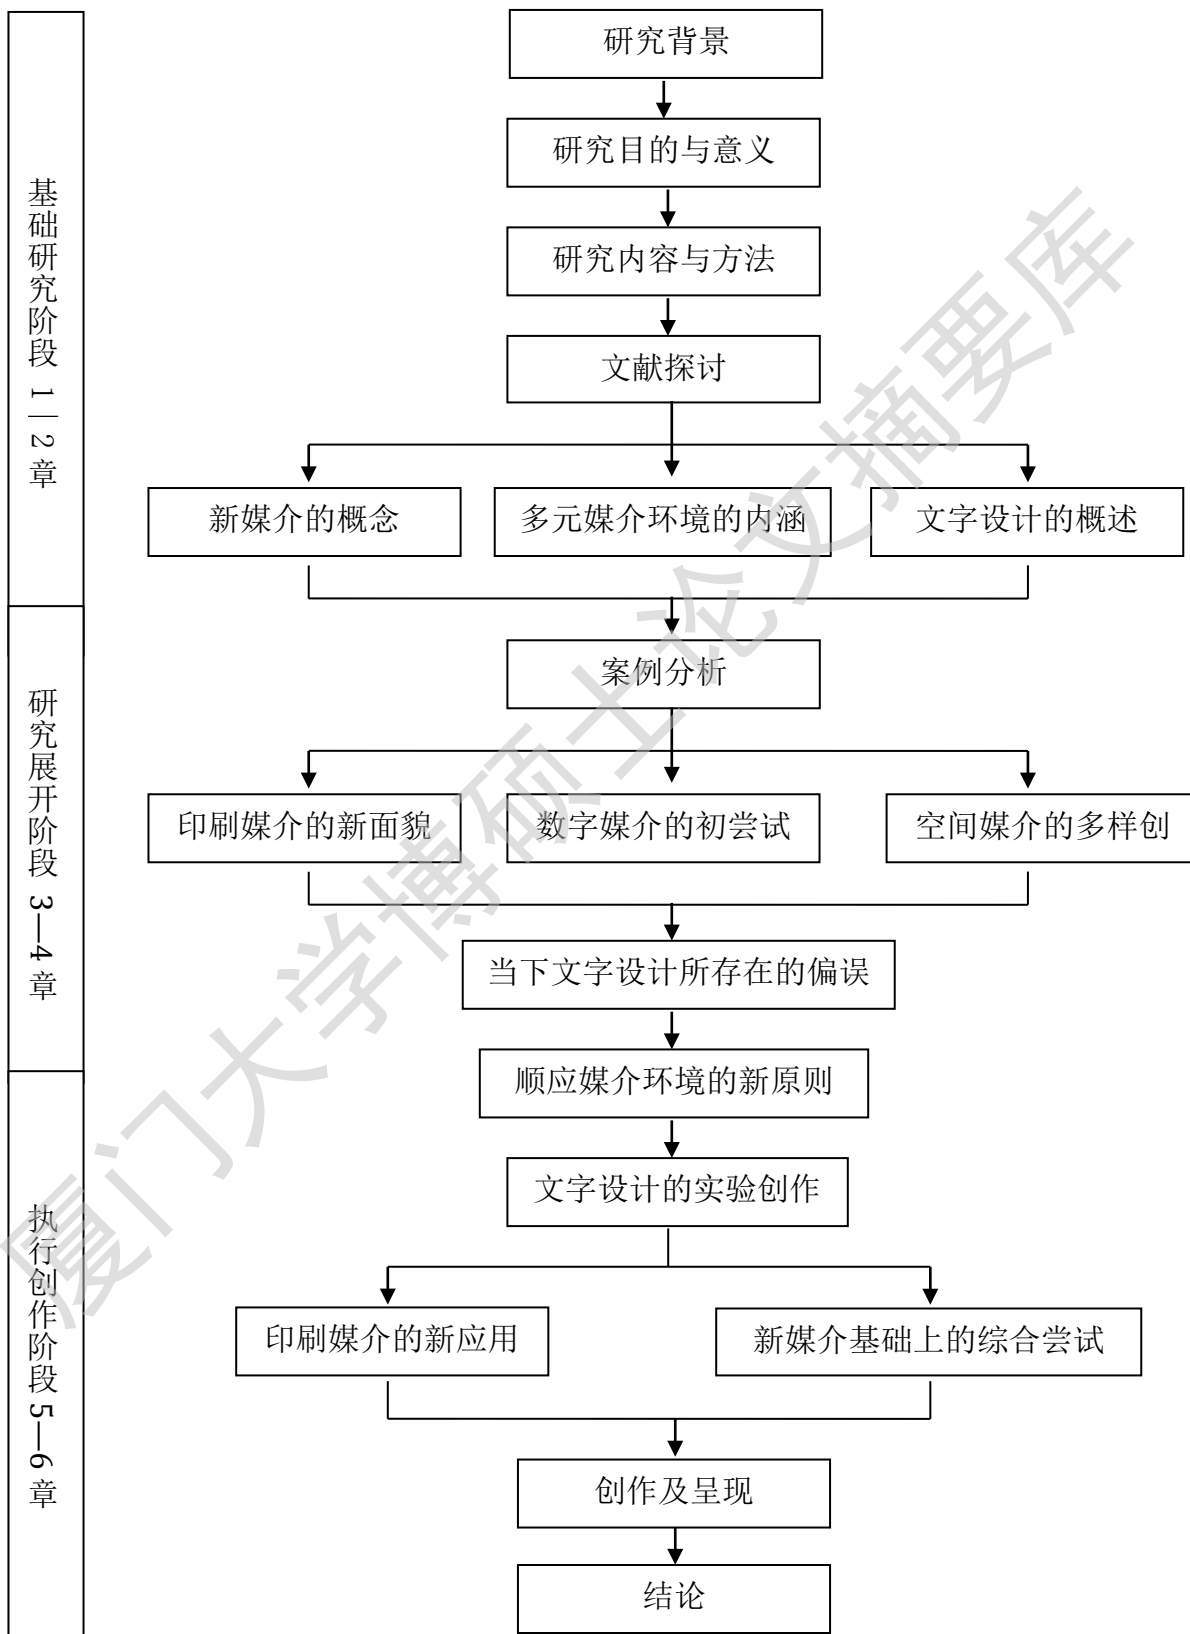 研究背景
研究目的与意义
研究内容与方法
文献探讨
新媒介的概念
多元媒介环境的内涵
文字设计的概述
案例分析
印刷媒介的新面貌
数字媒介的初尝试
空间媒介的多样创
当下文字设计所存在的偏误
顺应媒介环境的新原则
文字设计的实验创作
印刷媒介的新应用
新媒介基础上的综合尝试
创作及呈现
结论
基础研究阶段 1—2章
研究展开阶段 3—4章
执行创作阶段 5—6章
厦门大学博硕士论文摘要库